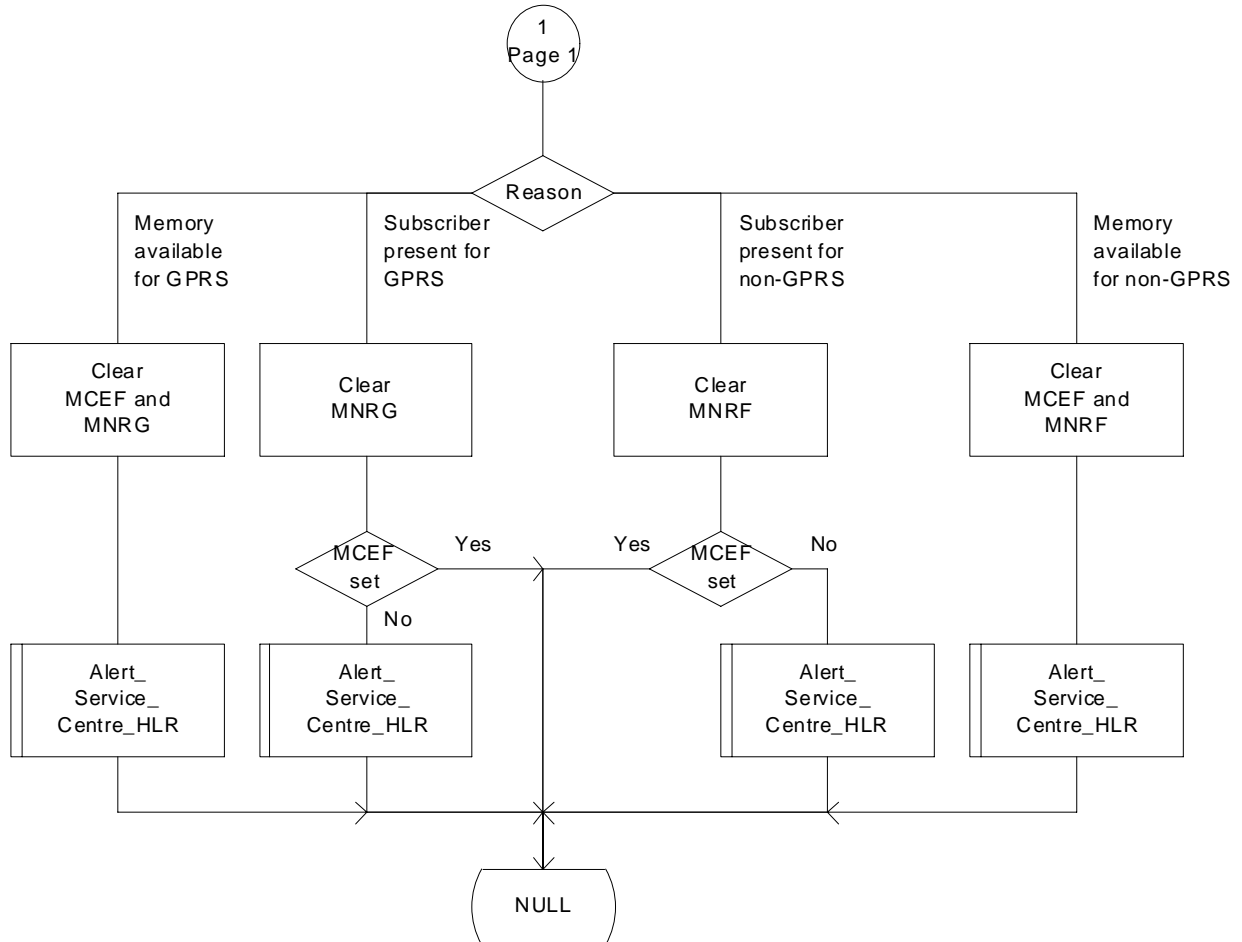 1
Page 1
Reason
Memory
available
for GPRS
Subscriber
present for
GPRS
Subscriber
present for
non-GPRS
Memory
available
for non-GPRS
Clear
MCEF and
MNRG
Clear
MNRG
Clear
MNRF
Clear
MCEF and
MNRF
MCEF
set
Yes
No
Yes
MCEF
set
No
Alert_
Service_
Centre_HLR
Alert_
Service_
Centre_HLR
Alert_
Service_
Centre_HLR
Alert_
Service_
Centre_HLR
NULL